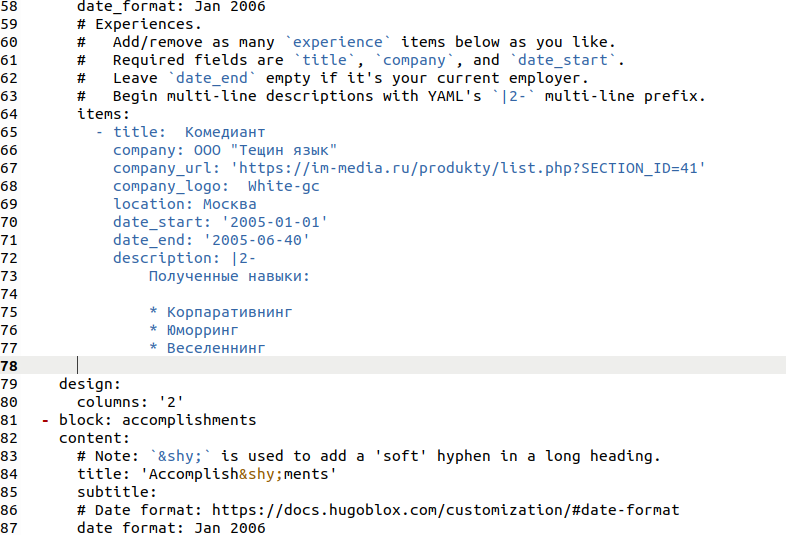 58 date_format: Jan 2006
59 # Experiences.
60 #   Add/remove as many `experience` items below as you like.
61 #   Required fields are `title`, `company`, and `date_start`.
62 #   Leave `date_end` empty if it's your current employer.
63 #   Begin multi-line descriptions with YAML's `|2-` multi-line prefix.
64 items:
65 - title:  Комедиант
66 company: ООО "Тещин язык"
67 company_url: 'https://im-media.ru/produkty/list.php?SECTION_ID=41'
68 company_logo:  White-gc
69 location: Москва
70 date_start: '2005-01-01'
71 date_end: '2005-06-40'
72 description: |2-
73 Полученные навыки:
74
75 * Корпаративнинг
76 * Юморринг
77 * Веселеннинг
78
79 design:
80 columns: '2'
81 - block: accomplishments
82 content:
83 # Note: `&shy;` is used to add a 'soft' hyphen in a long heading.
84 title: 'Accomplish&shy;ments'
85 subtitle:
86 # Date format: https://docs.hugoblox.com/customization/#date-format
87 date format: Jan 2006